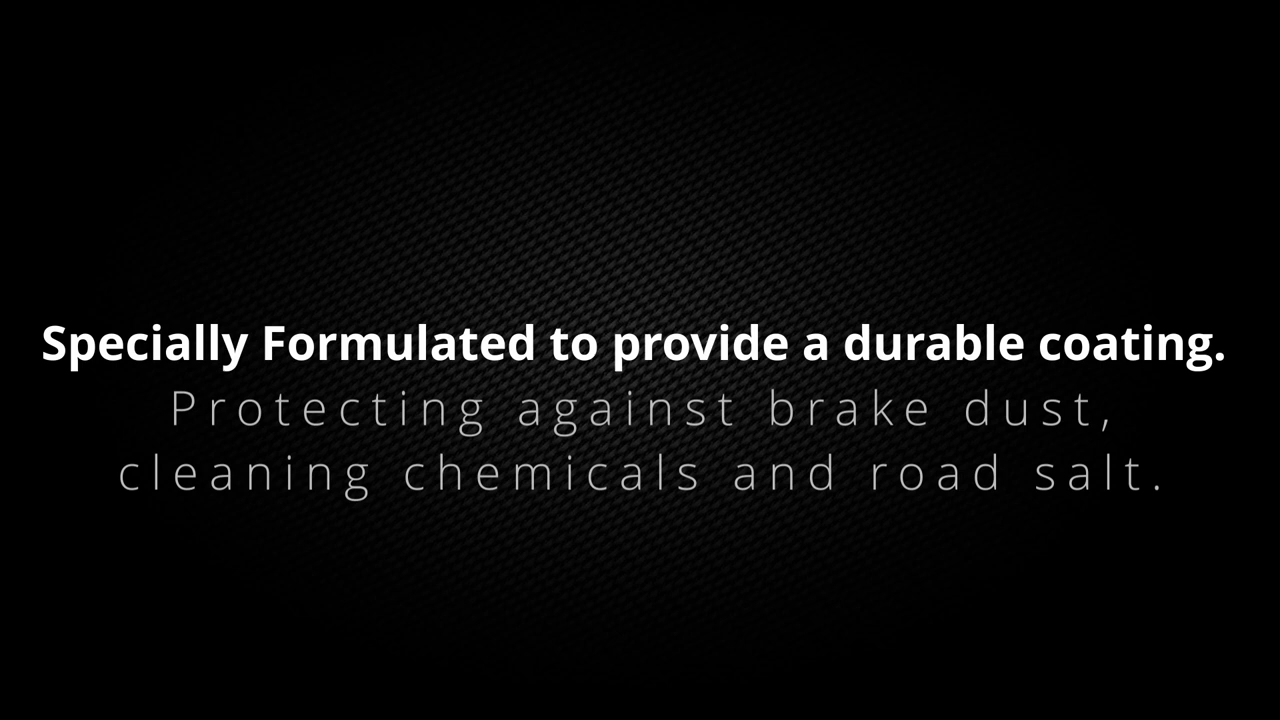 Specially Formulated to provide a durable coating.
Protecting against brake dust,
cleaning chemicals and road salt.